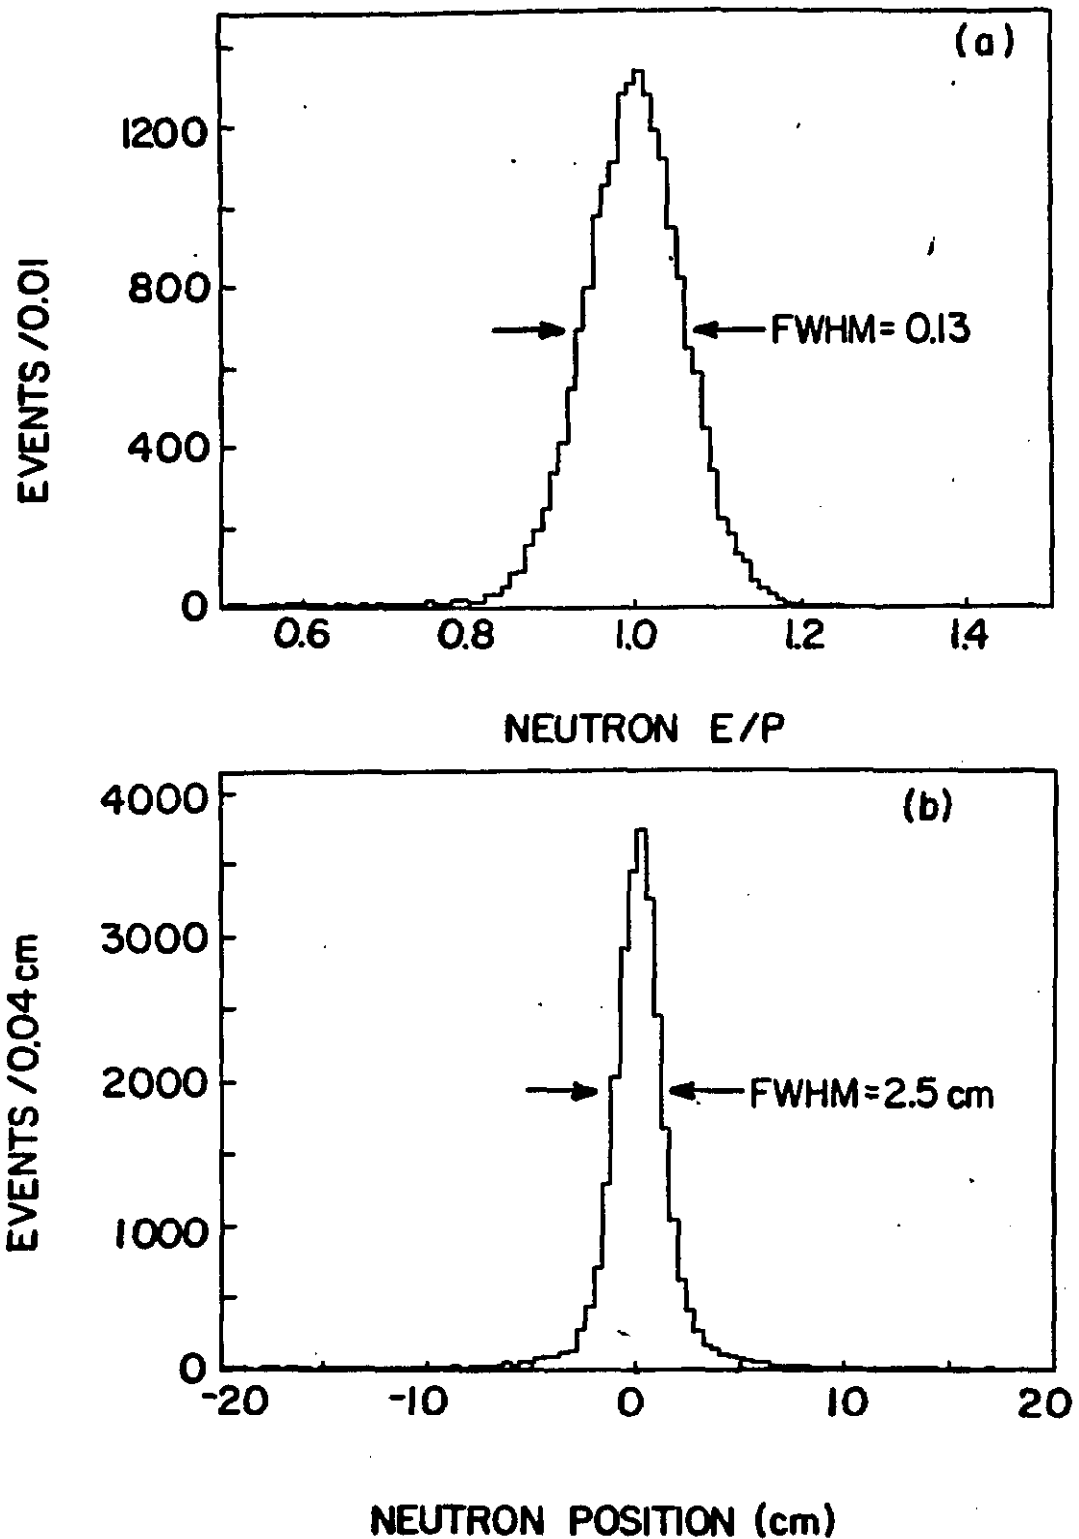 (a)
1200
800
400
0
EVENTS /0.01
FWHM = 0.13
0.6 0.8 1.0 1.2 1.4
NEUTRON E/P
(b)
4000
3000
2000
1000
0
EVENTS /0.04 cm
FWHM = 2.5 cm
-20 -10 0 10 20
NEUTRON POSITION (cm)